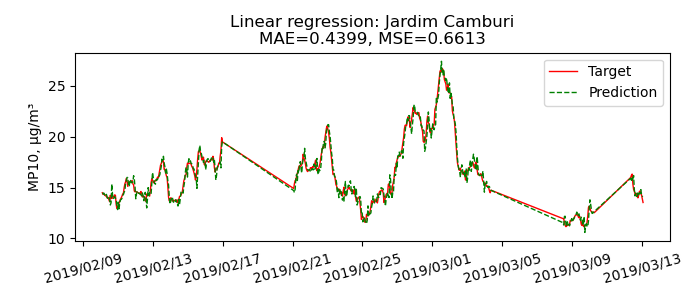 Linear regression: Jardim Camburi
MAE=0.4399, MSE=0.6613
MP10, µg/m³
25
20
15
10
Target
Prediction
2019/02/09
2019/02/13
2019/02/17
2019/02/21
2019/02/25
2019/03/01
2019/03/05
2019/03/09
2019/03/13